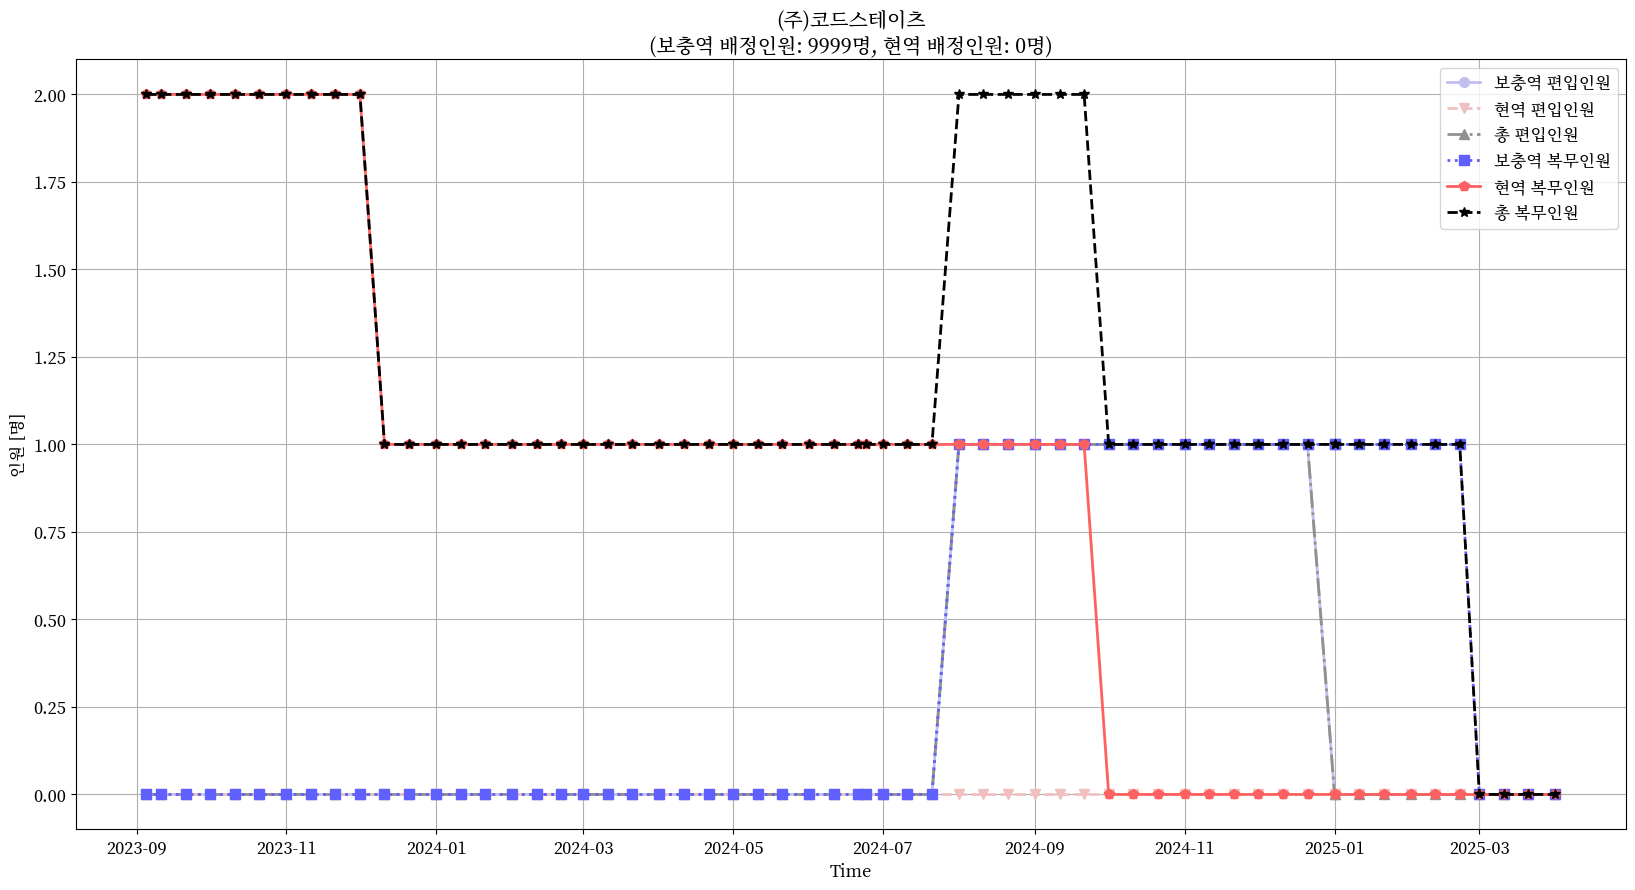 (주)코드스테이츠
(보충역 배정인원: 9999명, 현역 배정인원: 0명)
보충역 편입인원
현역 편입인원
총 편입인원
보충역 복무인원
현역 복무인원
총 복무인원
인원 [명]
2.00
1.75
1.50
1.25
1.00
0.75
0.50
0.25
0.00
2023-09
2023-11
2024-01
2024-03
2024-05
2024-07
2024-09
2024-11
2025-01
2025-03
Time